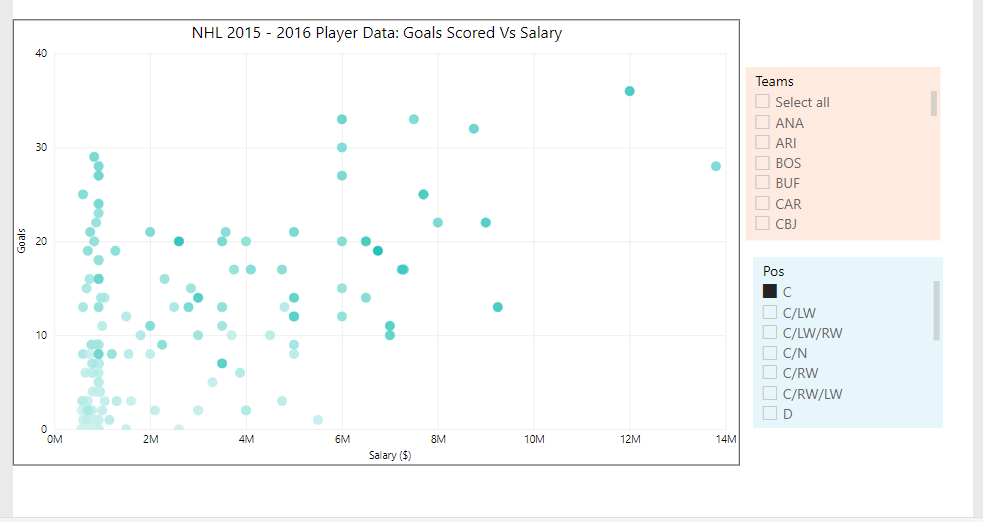 NHL 2015 - 2016 Player Data: Goals Scored Vs Salary
40
30
20
10
0
Goals
0M 2M 4M 6M 8M 10M 12M 14M
Salary ($)
Teams
Select all
ANA
ARI
BOS
BUF
CAR
CBJ
Pos
C
C/LW
C/LW/RW
C/N
C/RW
C/RW/LW
D